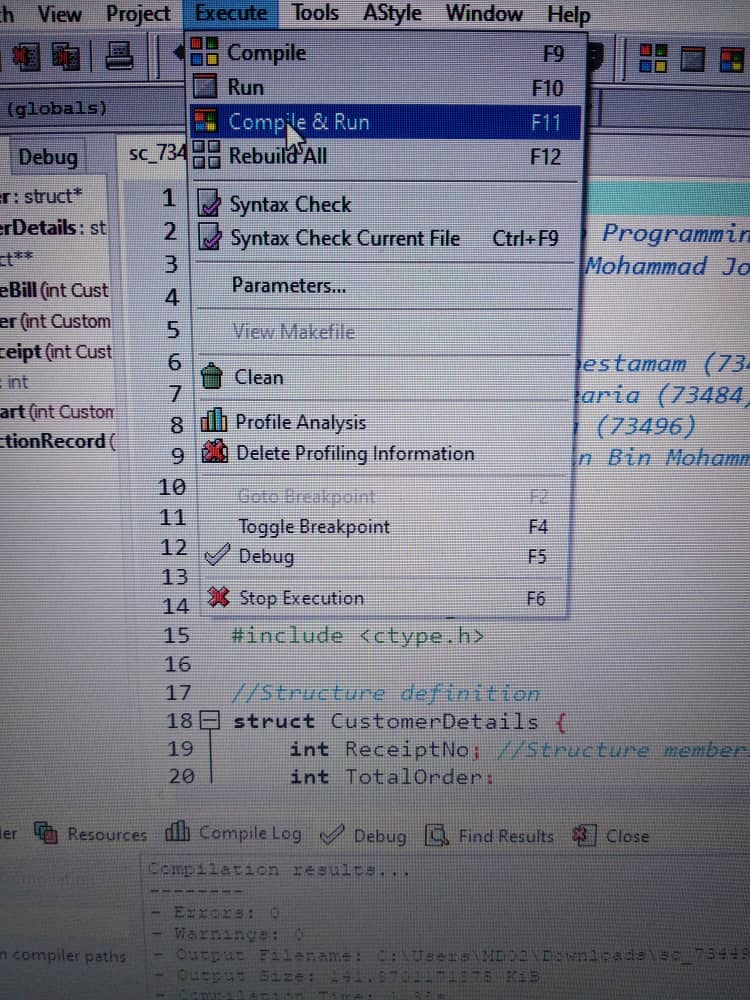 View Project Execute Tools AStyle Window Help
Compile F9
Run F10
(globals)
Compile & Run F11
Debug sc_734
Rebuild All F12
r: struct*
1
Syntax Check
erDetails: st
2
Syntax Check Current File Ctrl+F9
Programmin
ct**
3
Mohammad Jo
eBill (int Cust
4
Parameters...
er (int Custom
5
View Makefile
ceipt (int Cust
6
estamam (734
: int
7
Clean
aria (73484,
art (int Custom
8
Profile Analysis
(73496)
ctionRecord (
9
Delete Profiling Information
n Bin Mohamm
10
Goto Breakpoint F2
11
Toggle Breakpoint F4
12
Debug F5
13
14
Stop Execution F6
15 #include <ctype.h>
16
17 //Structure definition
18 struct CustomerDetails {
19 int ReceiptNo; //Structure member
20 int TotalOrder;
er Resources Compile Log Debug Find Results Close
Compilation results...
--------
- Errors: 0
- Warnings: 0
n compiler paths
- Output Filename: C:\Users\MD02\Downloads\sc_73449
- Output Size: 141.8701171875 KiB
- Compilation Time: